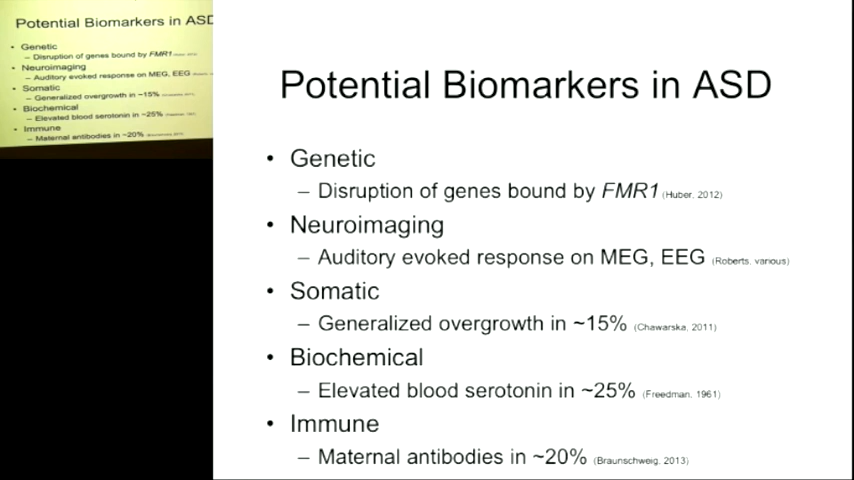 Potential Biomarkers in ASD
• Genetic
– Disruption of genes bound by FMR1
• Neuroimaging
– Auditory evoked response on MEG, EEG
• Somatic
– Generalized overgrowth in ~15%
• Biochemical
– Elevated blood serotonin in ~25%
• Immune
– Maternal antibodies in ~20%
Potential Biomarkers in ASD
• Genetic
– Disruption of genes bound by FMR1 (Huber, 2012)
• Neuroimaging
– Auditory evoked response on MEG, EEG (Roberts, various)
• Somatic
– Generalized overgrowth in ~15% (Chawarska, 2011)
• Biochemical
– Elevated blood serotonin in ~25% (Freedman, 1961)
• Immune
– Maternal antibodies in ~20% (Braunschweig, 2013)